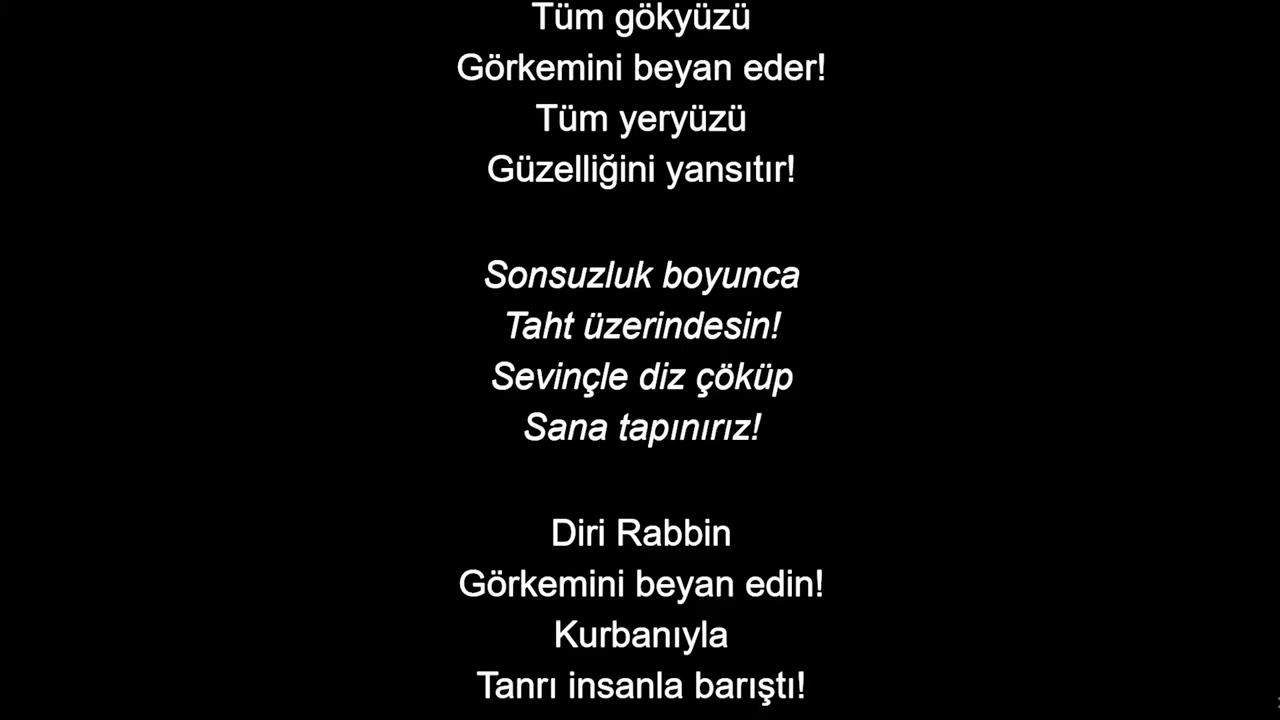 Tüm gökyüzü
Görkemini beyan eder!
Tüm yeryüzü
Güzelliğini yansıtır!
Sonsuzluk boyunca
Taht üzerindesin!
Sevinçle diz çöküp
Sana tapınırız!
Diri Rabbin
Görkemini beyan edin!
Kurbanıyla
Tanrı insanla barıştı!